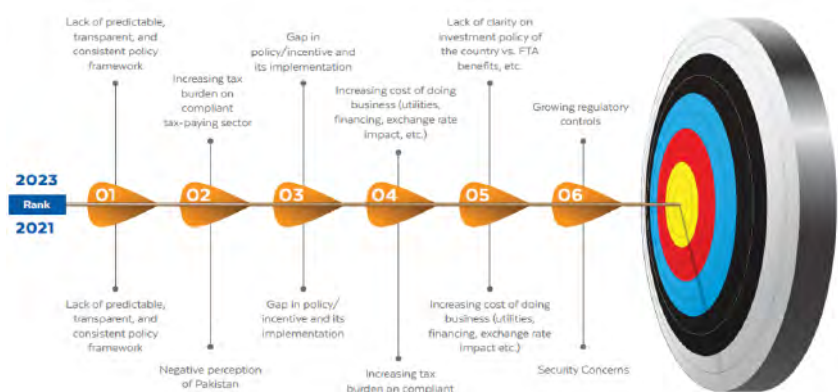 Lack of predictable,
transparent, and
consistent policy
framework
Increasing tax
burden on
compliant
tax-paying sector
Gap in
policy/incentive and
its implementation
Increasing cost of doing
business (utilities,
financing, exchange rate
impact, etc.)
Lack of clarity on
investment policy of
the country vs. FTA
benefits, etc.
Growing regulatory
controls
2023
Rank
2021
01
02
03
04
05
06
Lack of predictable,
transparent, and
consistent policy
framework
Negative perception
of Pakistan
Gap in policy/
incentive and its
implementation
Increasing tax
burden on compliant
Increasing cost of doing
business (utilities,
financing, exchange rate
impact etc.)
Security Concerns